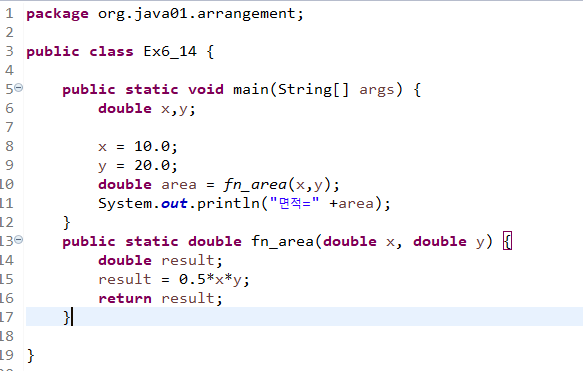 1 package org.java01.arrangement;
2
3 public class Ex6_14 {
4
5 public static void main(String[] args) {
6 double x,y;
7
8 x = 10.0;
9 y = 20.0;
10 double area = fn_area(x,y);
11 System.out.println("면적=" +area);
12 }
13 public static double fn_area(double x, double y) {
14 double result;
15 result = 0.5*x*y;
16 return result;
17 }
18
19 }